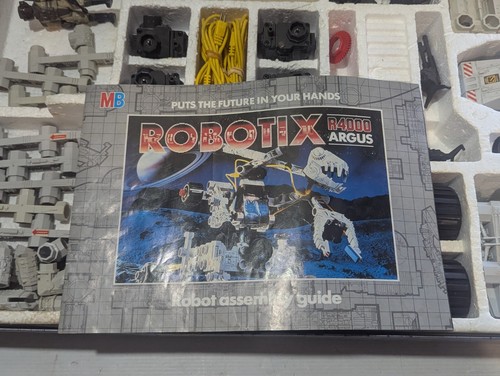 MB
PUTS THE FUTURE IN YOUR HANDS
ROBOTIX
R4000
ARGUS
Robot assembly guide